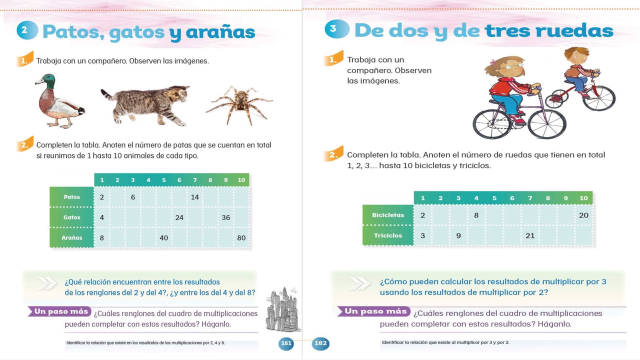 2 Patos, gatos y arañas
1. Trabaja con un compañero. Observen las imágenes.
2. Completen la tabla. Anoten el número de patas que se cuentan en total
si reunimos de 1 hasta 10 animales de cada tipo.
1 2 3 4 5 6 7 8 9 10
Patos 2 6 14
Gatos 4 24 36
Arañas 8 40 80
¿Qué relación encuentran entre los resultados
de los renglones del 2 y del 4?, ¿y entre los del 4 y del 8?
Un paso más ¿Cuáles renglones del cuadro de multiplicaciones
pueden completar con estos resultados? Háganlo.
Identificar la relación que existe en los resultados de las multiplicaciones por 2, 4 y 8.
181
3 De dos y de tres ruedas
1. Trabaja con un
compañero. Observen
las imágenes.
2. Completen la tabla. Anoten el número de ruedas que tienen en total
1, 2, 3... hasta 10 bicicletas y triciclos.
1 2 3 4 5 6 7 8 9 10
Bicicletas 2 8 20
Triciclos 3 9 21
¿Cómo pueden calcular los resultados de multiplicar por 3
usando los resultados de multiplicar por 2?
Un paso más ¿Cuáles renglones del cuadro de multiplicaciones
pueden completar con estos resultados? Háganlo.
182
Identificar la relación que existe al multiplicar por 3 y por 2.